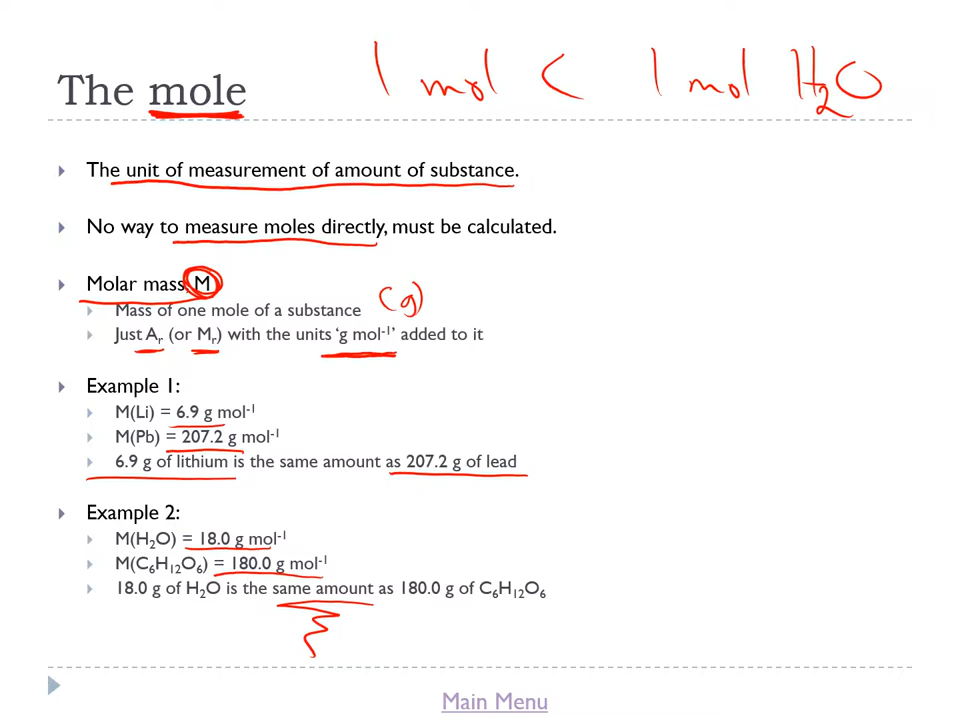 The mole
1 mol C 1 mol H₂O
The unit of measurement of amount of substance.
No way to measure moles directly, must be calculated.
Molar mass, M
Mass of one mole of a substance (g)
Just Aᵣ (or Mᵣ) with the units ‘g mol⁻¹’ added to it
Example 1:
M(Li) = 6.9 g mol⁻¹
M(Pb) = 207.2 g mol⁻¹
6.9 g of lithium is the same amount as 207.2 g of lead
Example 2:
M(H₂O) = 18.0 g mol⁻¹
M(C₆H₁₂O₆) = 180.0 g mol⁻¹
18.0 g of H₂O is the same amount as 180.0 g of C₆H₁₂O₆
Main Menu